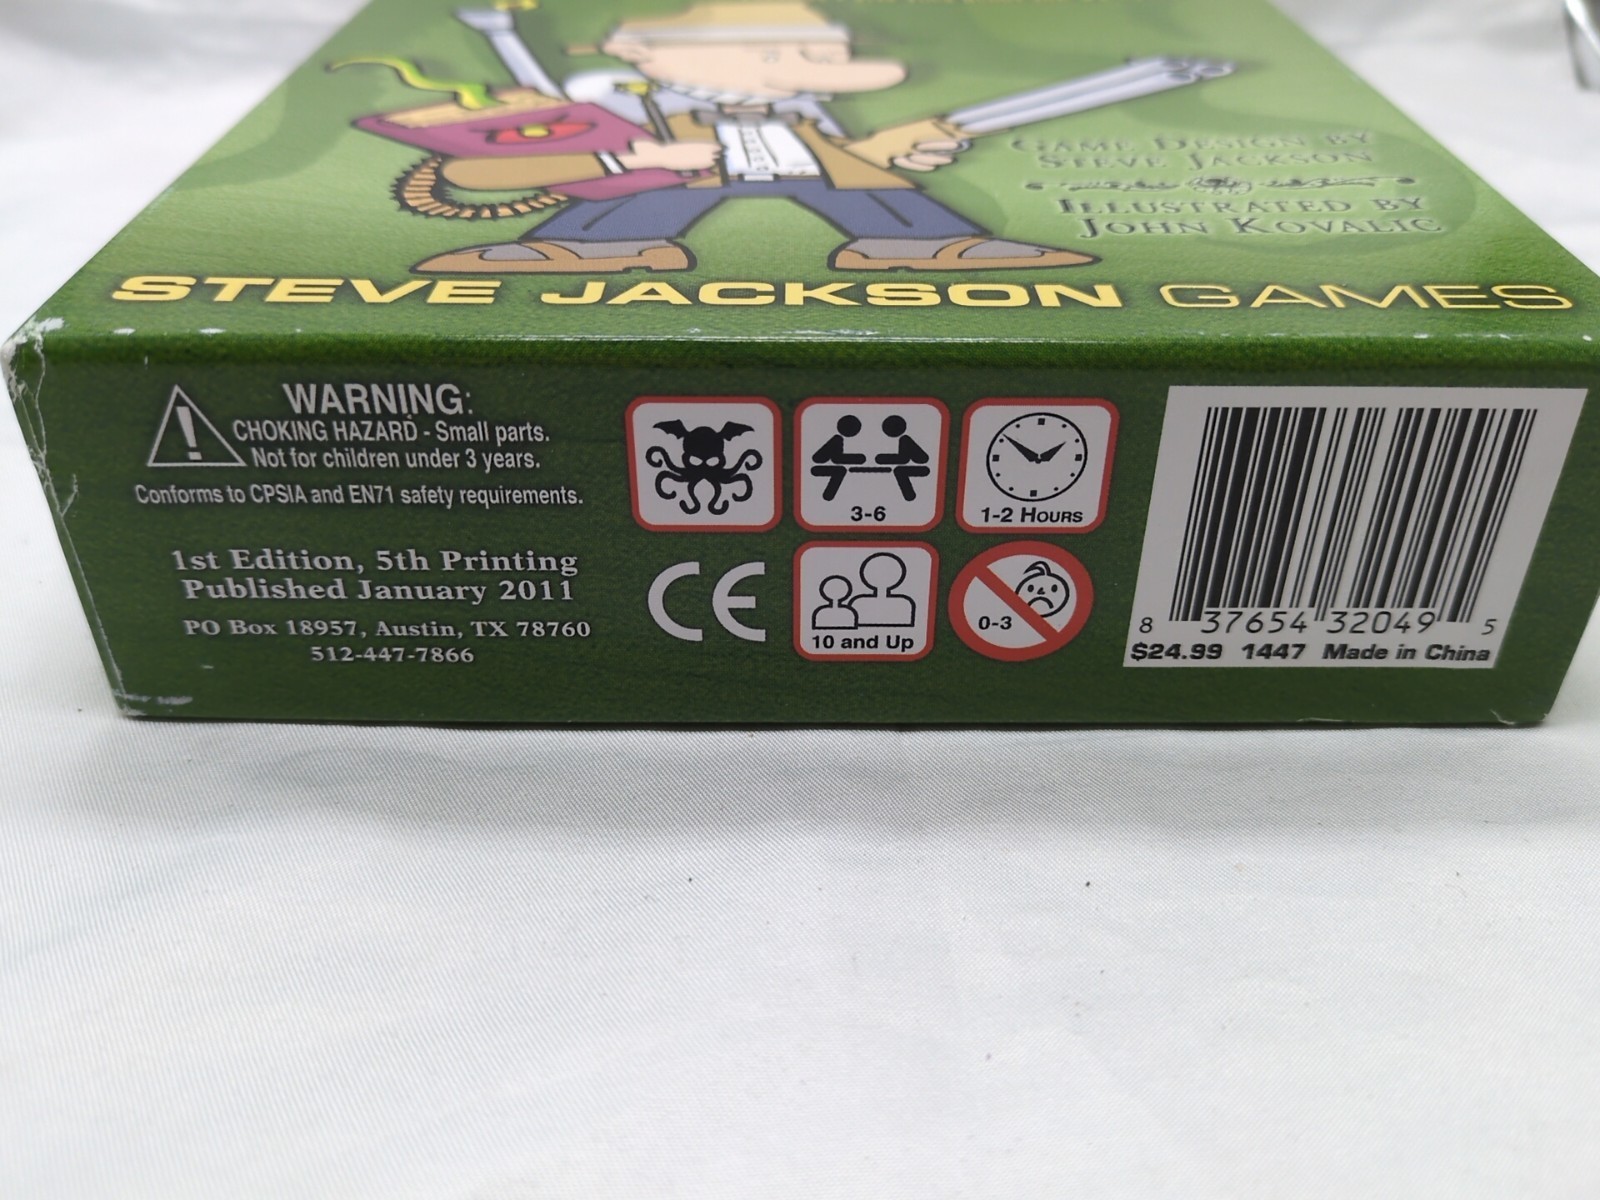 GAME DESIGN BY
STEVE JACKSON
ILLUSTRATED BY
JOHN KOVALIC
STEVE JACKSON GAMES
WARNING:
CHOKING HAZARD - Small parts.
Not for children under 3 years.
Conforms to CPSIA and EN71 safety requirements.
1st Edition, 5th Printing
Published January 2011
PO Box 18957, Austin, TX 78760
512-447-7866
3-6
1-2 HOURS
CE
10 and Up
0-3
8 37654 32049 5
$24.99 1447 Made in China